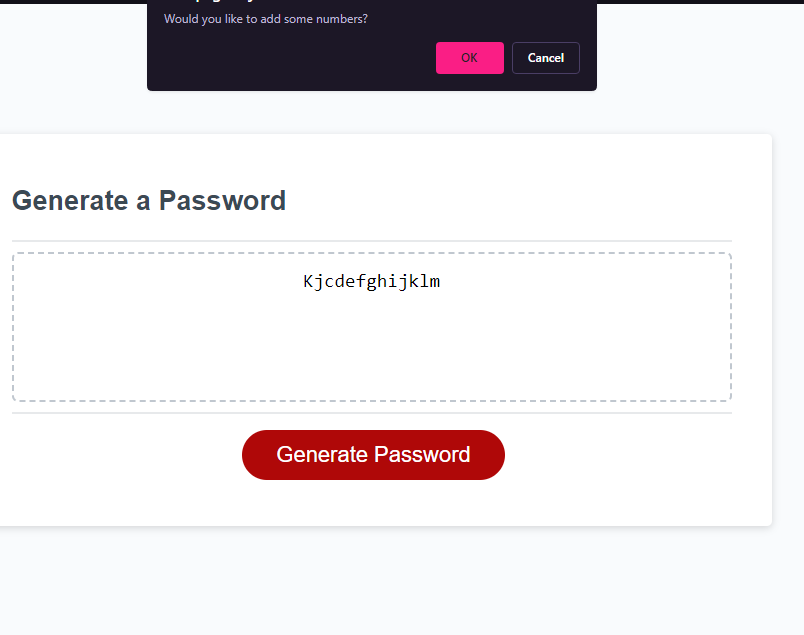 Would you like to add some numbers?
OK
Cancel
Generate a Password
Kjcdefghijklm
Generate Password